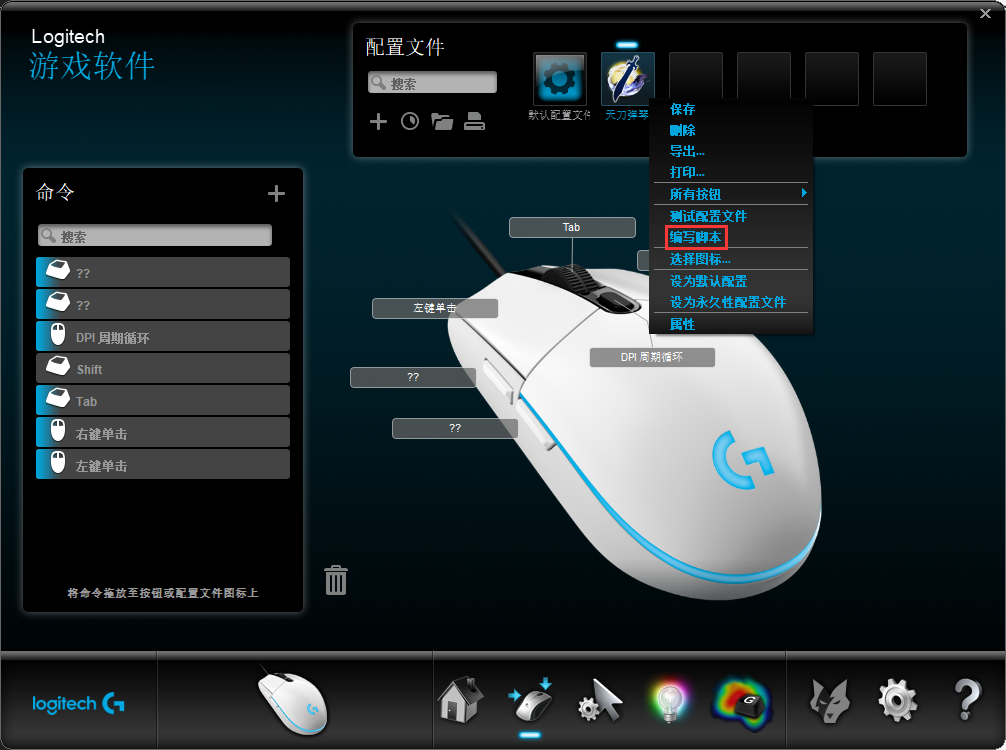 Logitech
游戏软件
配置文件
搜索
默认配置文件
天刀弹琴
保存
删除
导出...
打印...
所有按钮
测试配置文件
编写脚本
选择图标...
设为默认配置
设为永久性配置文件
属性
命令
搜索
??
??
DPI 周期循环
Shift
Tab
右键单击
左键单击
将命令拖放至按钮或配置文件图标上
Tab
左键单击
DPI 周期循环
??
??
logitech G